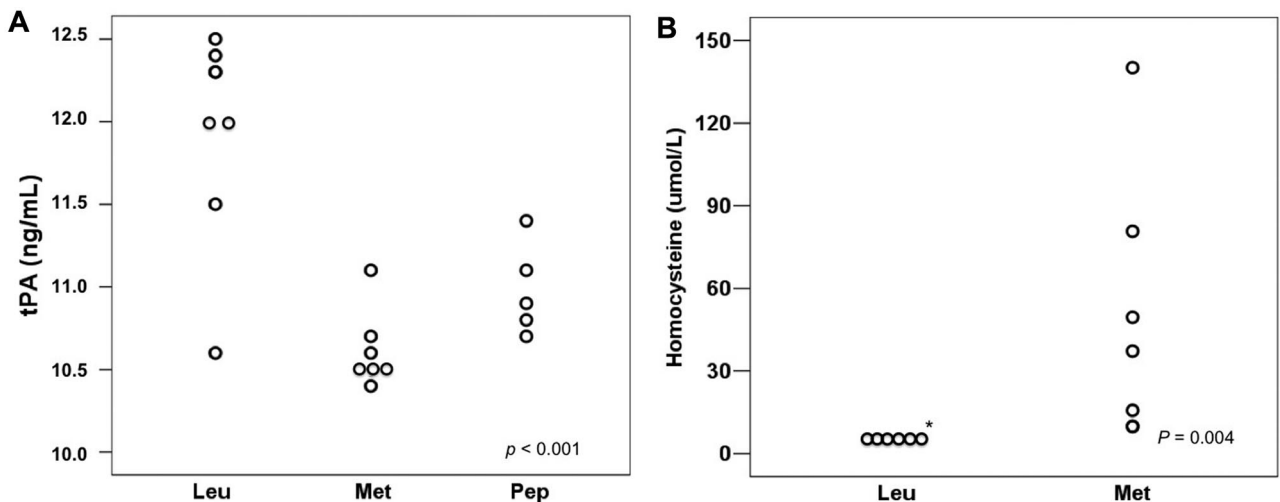 A
12.5
12.0
11.5
11.0
10.5
10.0
tPA (ng/mL)
p < 0.001
Leu Met Pep
B
150
120
90
60
30
0
Homocysteine (umol/L)
*
P = 0.004
Leu Met